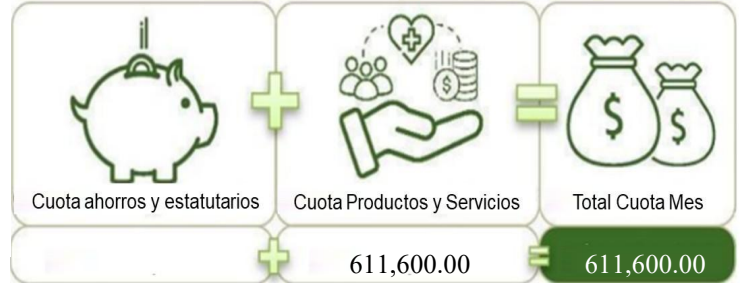 Cuota ahorros y estatutarios
Cuota Productos y Servicios
Total Cuota Mes
611,600.00
611,600.00